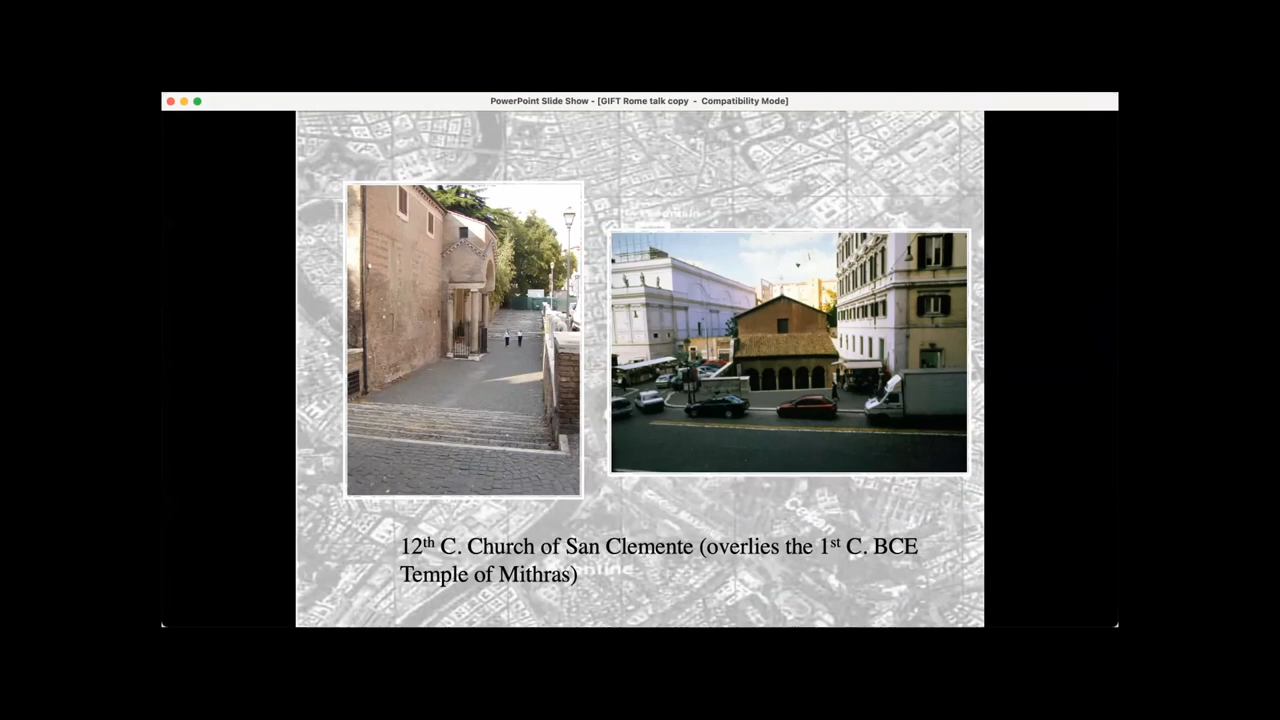 PowerPoint Slide Show - [GIFT Rome talk copy - Compatibility Mode]
12th C. Church of San Clemente (overlies the 1st C. BCE
Temple of Mithras)